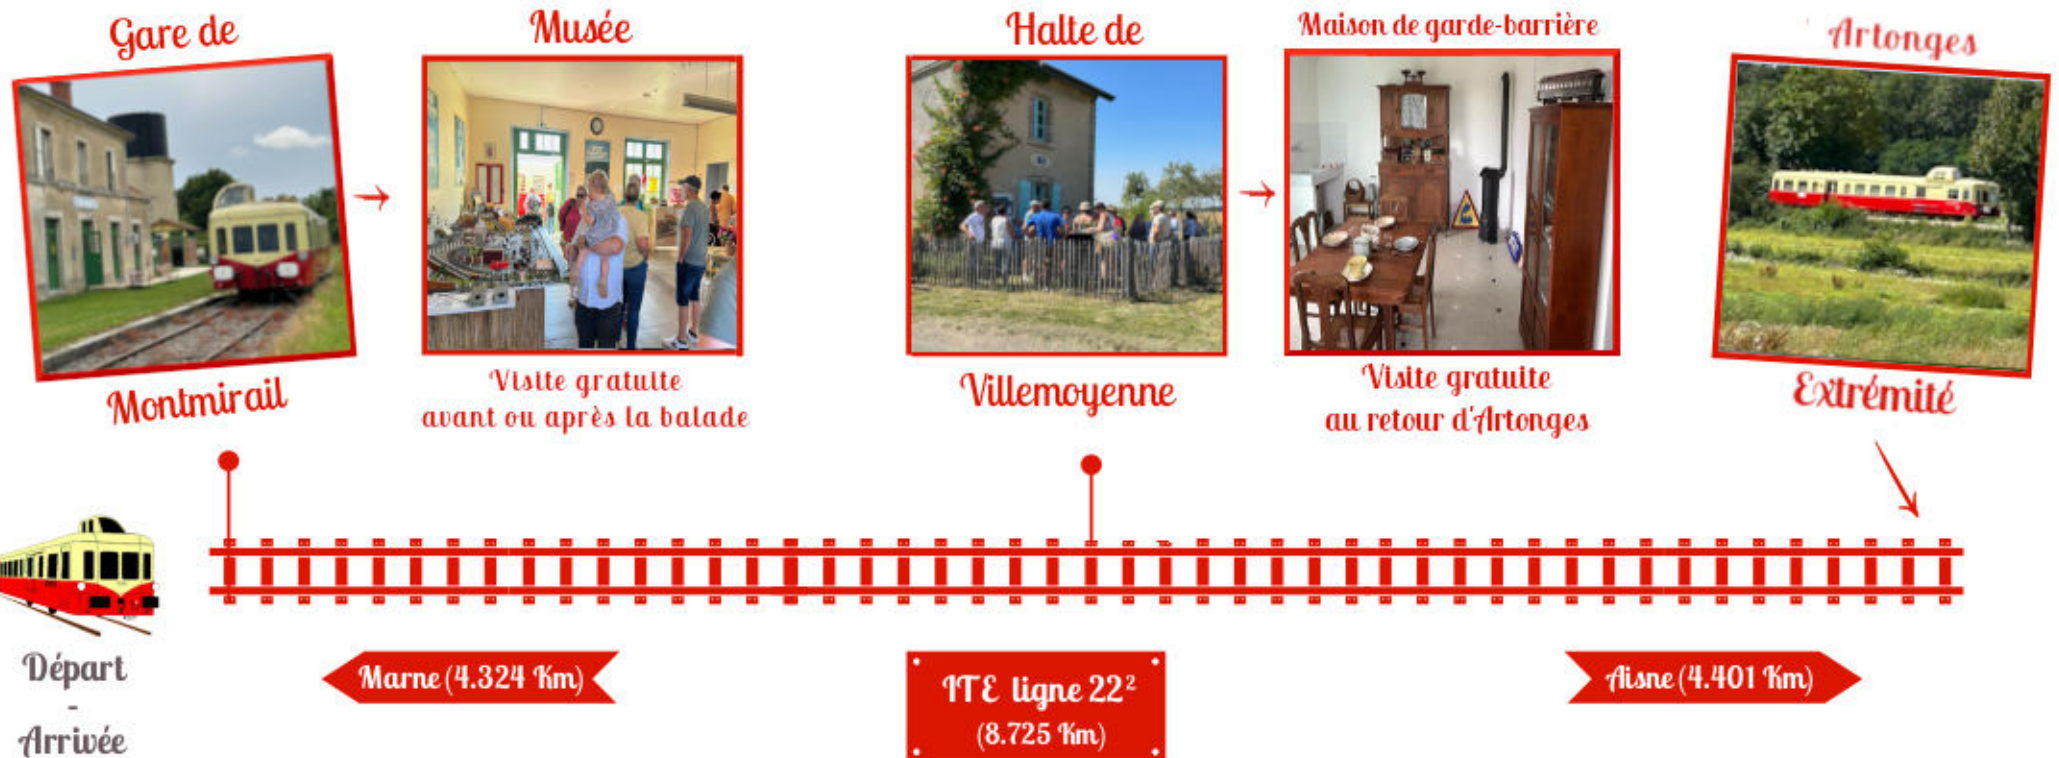 Gare de
Montmirail
Musée
Visite gratuite
avant ou après la balade
Halte de
Villemoyenne
Maison de garde-barrière
Visite gratuite
au retour d'Artonges
Artonges
Extrémité
Départ
-
Arrivée
Marne (4.324 Km)
ITE ligne 22²
(8.725 Km)
Aisne (4.401 Km)